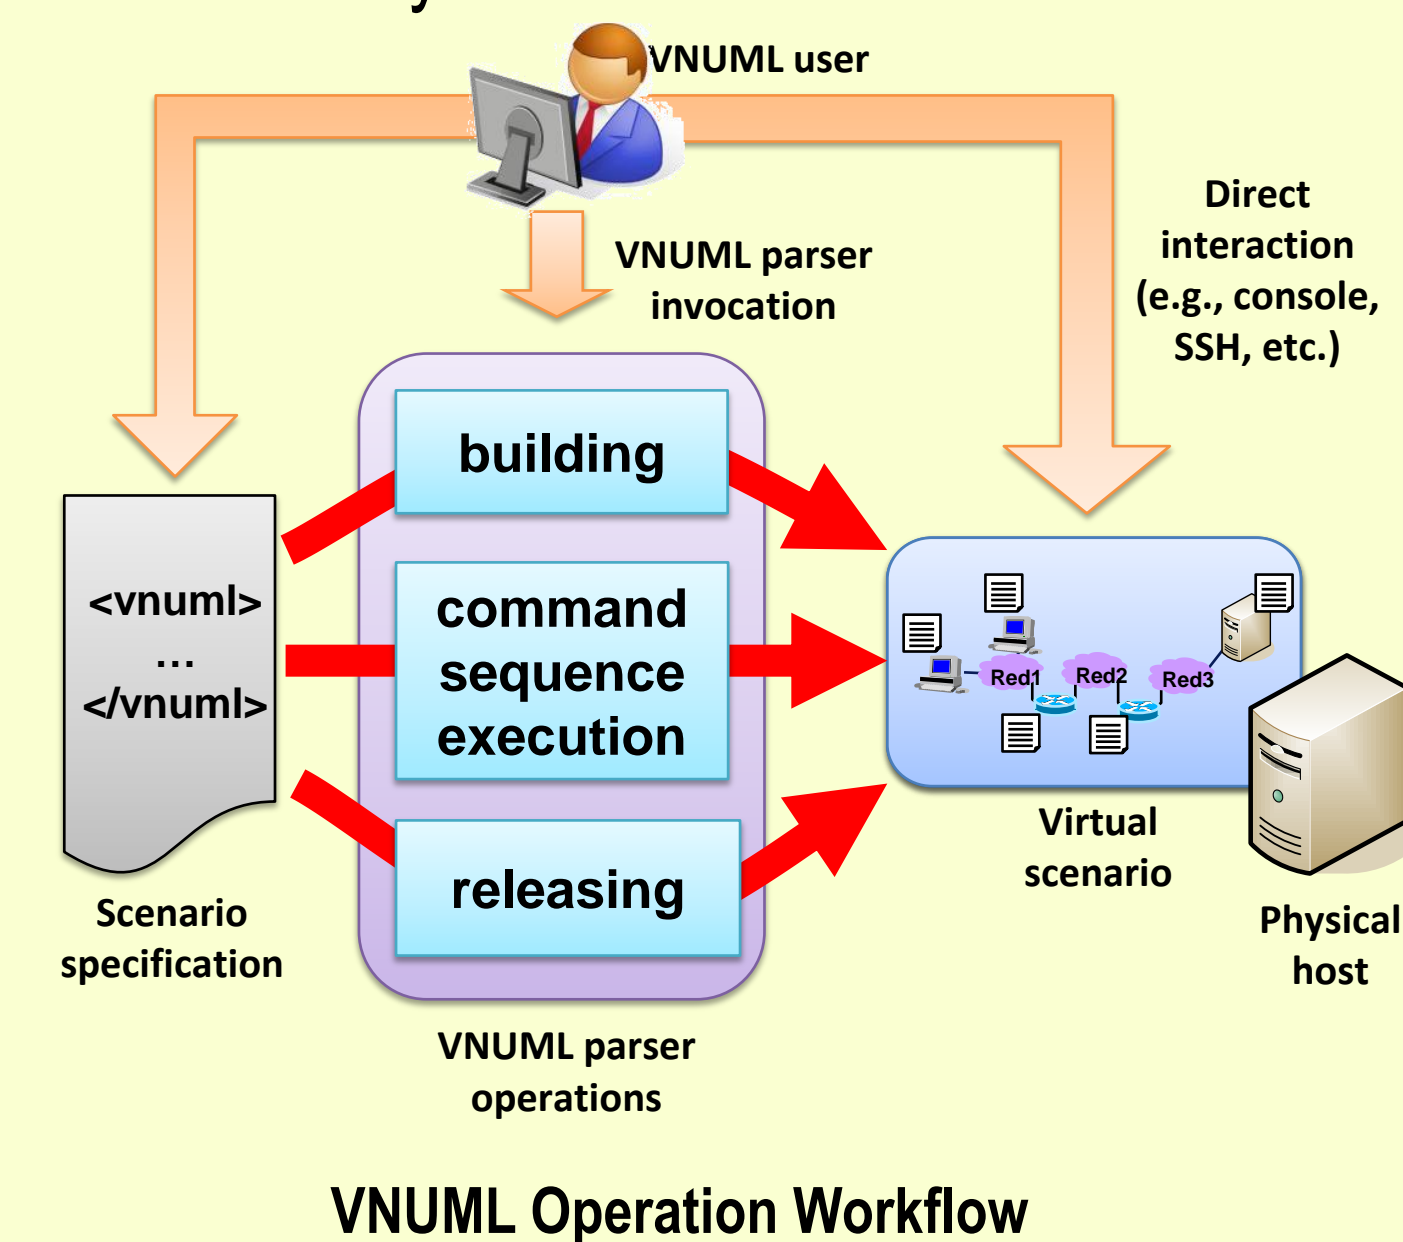 y
VNUML user
Direct
interaction
(e.g., console,
SSH, etc.)
VNUML parser
invocation
building
<vnuml>
...
</vnuml>
command
sequence
execution
Red1
Red2
Red3
releasing
Virtual
scenario
Scenario
specification
Physical
host
VNUML parser
operations
VNUML Operation Workflow